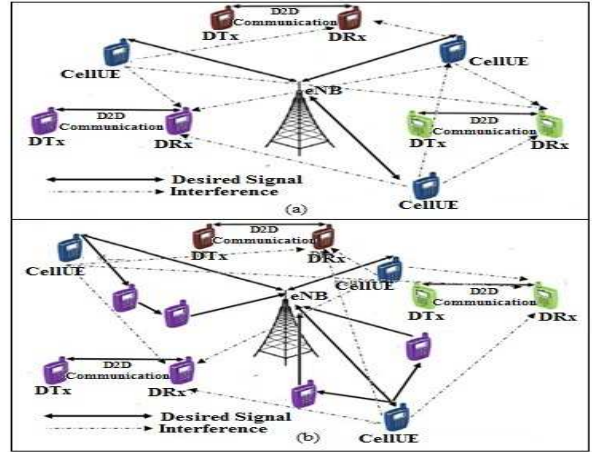 D2D
Communication
DTx
DRx
CellUE
CellUE
eNB
D2D
Communication
DTx
DRx
D2D
Communication
DTx
DRx
Desired Signal
Interference
CellUE
(a)
D2D
Communication
DTx
DRx
CellUE
CellUE
eNB
D2D
Communication
DTx
DRx
D2D
Communication
DTx
DRx
Desired Signal
Interference
CellUE
(b)